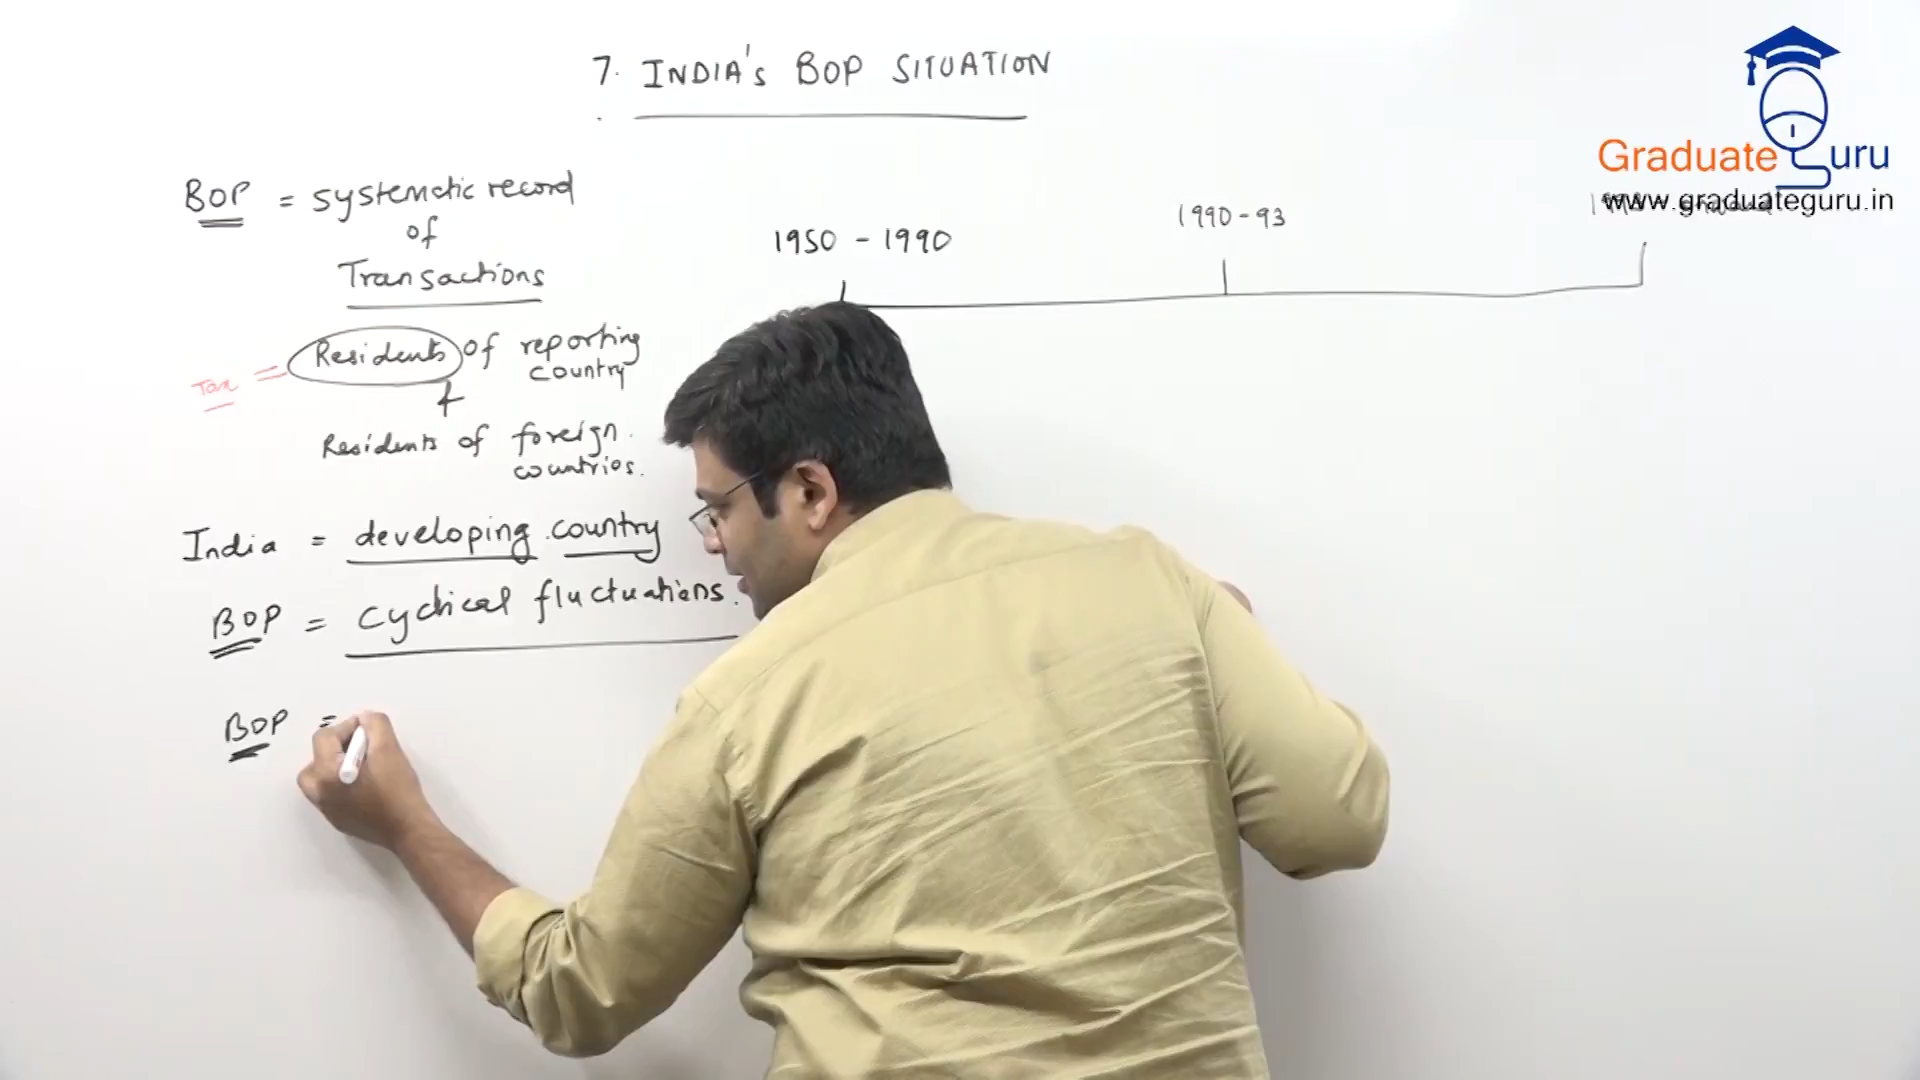 7. INDIA's BOP SITUATION
Graduate Guru
www.graduateguru.in
BOP = systematic record
of
Transactions
Tax = Residents of reporting
country
+
Residents of foreign
countries.
India = developing country
BOP = cyclical fluctuations.
BOP =
1950 - 1990
1990-93